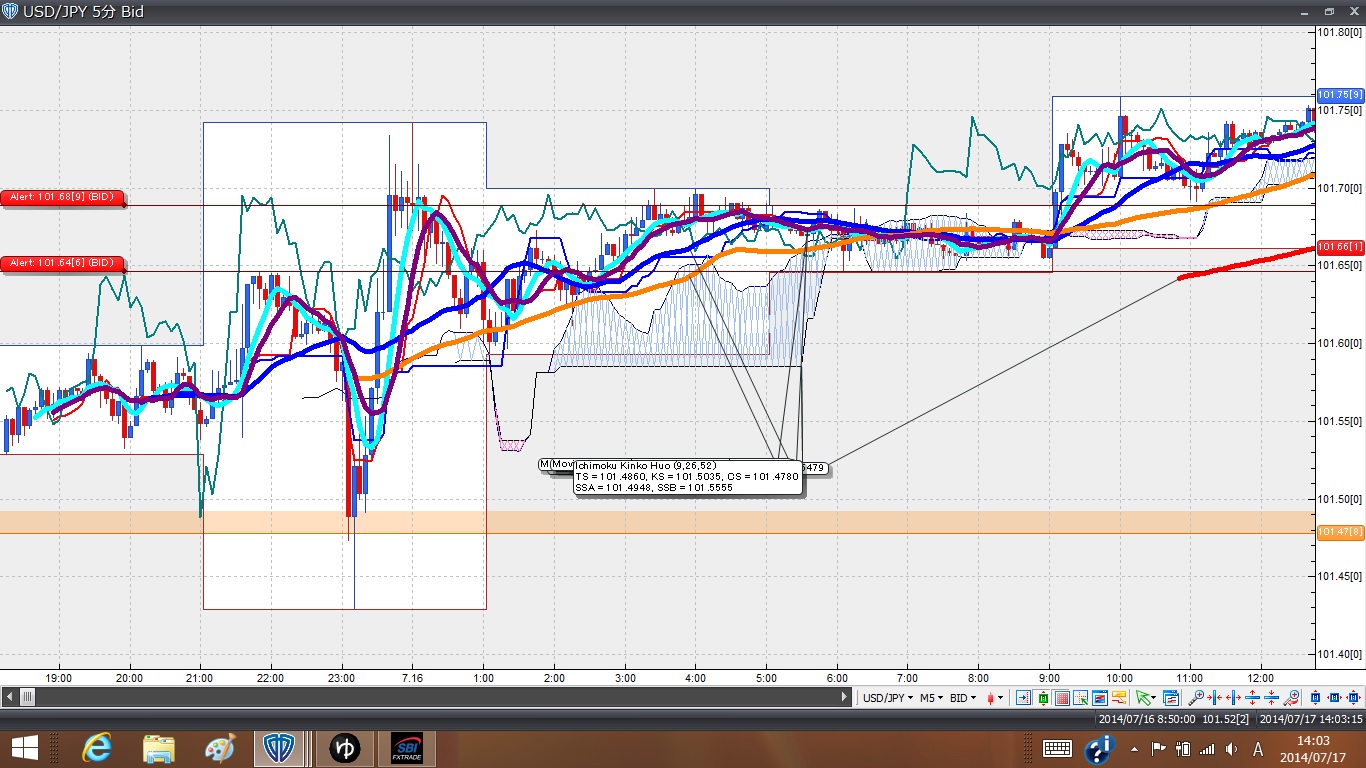 USD/JPY 5分 Bid
101.80[0]
101.75[9]
101.75[0]
Alert: 101.68[9] (BID)
101.70[0]
101.66[1]
Alert: 101.64[6] (BID)
101.65[0]
101.60[0]
101.55[0]
Ichimoku Kinko Huo (9,26,52)
TS = 101.4860, KS = 101.5035, CS = 101.4780
SSA = 101.4948, SSB = 101.5555
5479
101.50[0]
101.47[8]
101.45[0]
101.40[0]
19:00 20:00 21:00 22:00 23:00 7.16 1:00 2:00 3:00 4:00 5:00 6:00 7:00 8:00 9:00 10:00 11:00 12:00
USD/JPY M5 BID
2014/07/16 8:50:00 101.52[2] 2014/07/17 14:03:15
SBI
FXTRADE
A
14:03
2014/07/17